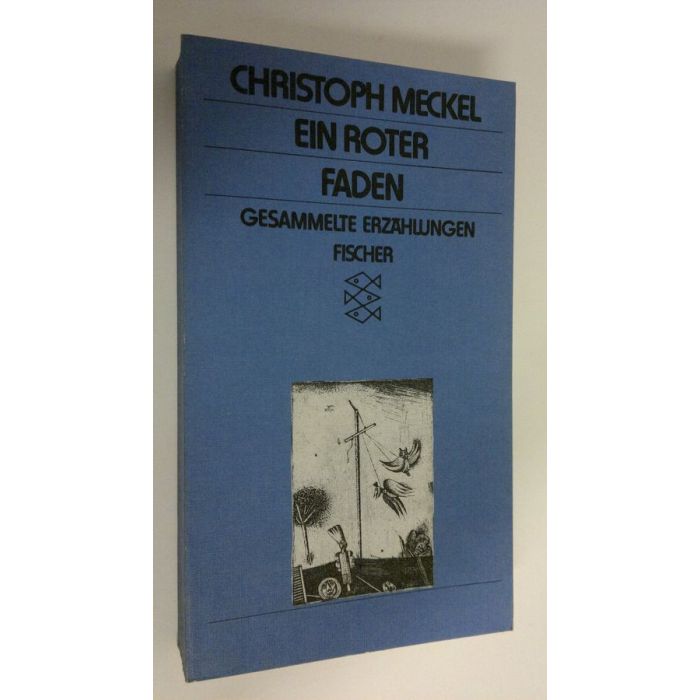 CHRISTOPH MECKEL
EIN ROTER
FADEN
GESAMMELTE ERZÄHLUNGEN
FISCHER